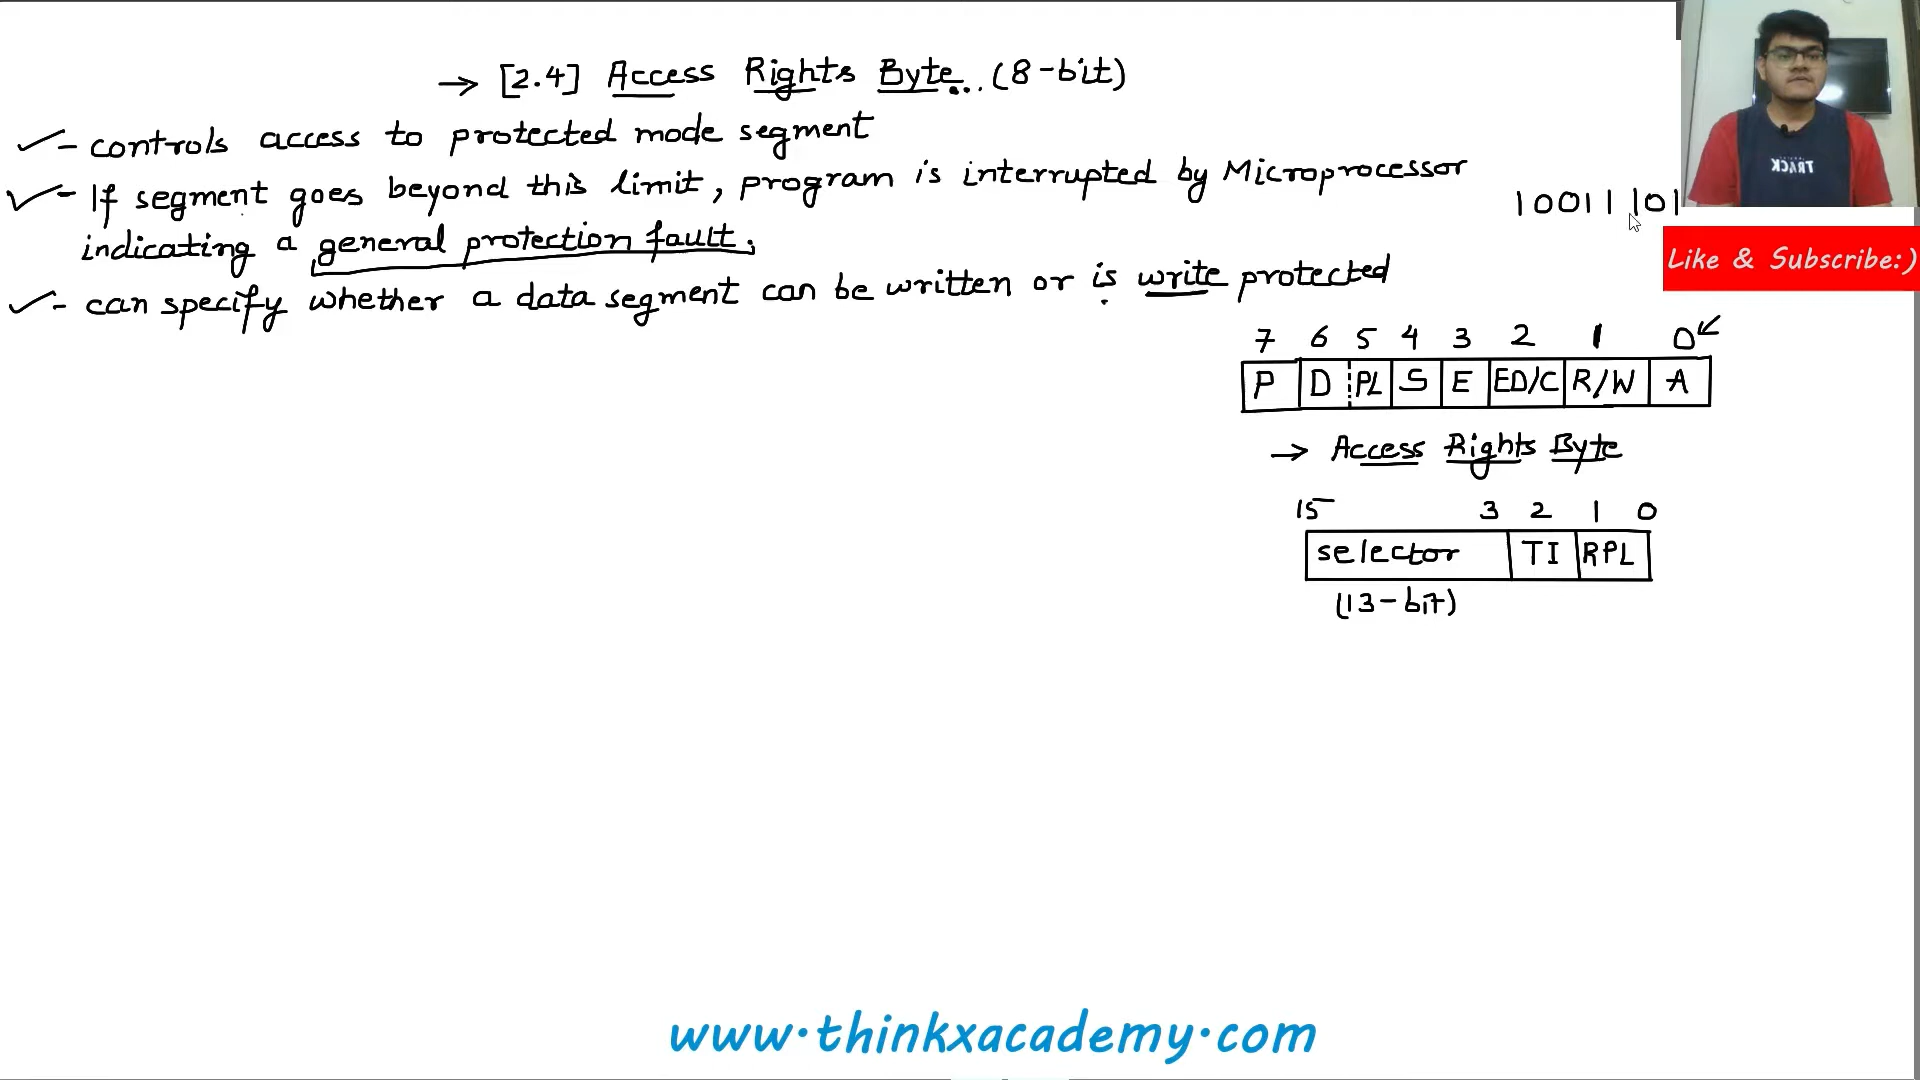 → [2.4] Access Rights Byte... (8-bit)
- controls access to protected mode segment
- If segment goes beyond this limit, program is interrupted by Microprocessor
indicating a general protection fault.
- can specify whether a data segment can be written or is write protected
10011101
TRACK
Like & Subscribe:)
7 6 5 4 3 2 1 0
P D PL S E ED/C R/W A
→ Access Rights Byte
15 3 2 1 0
selector TI RPL
(13-bit)
www.thinkxacademy.com